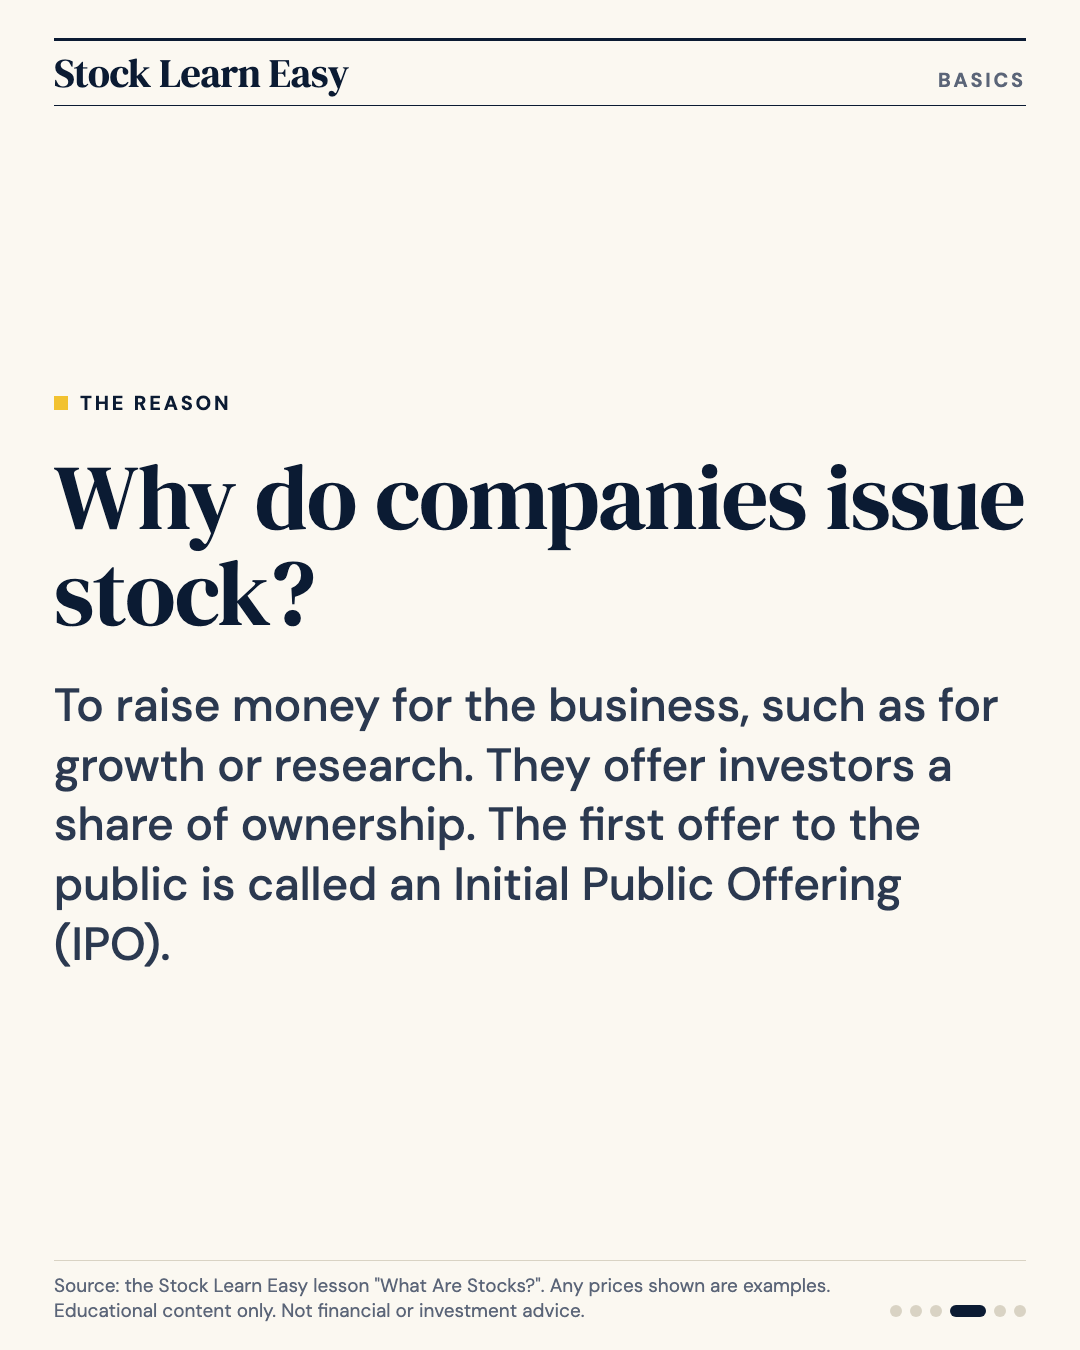 Stock Learn Easy
BASICS
THE REASON
Why do companies issue
stock?
To raise money for the business, such as for
growth or research. They offer investors a
share of ownership. The first offer to the
public is called an Initial Public Offering
(IPO).
Source: the Stock Learn Easy lesson "What Are Stocks?". Any prices shown are examples.
Educational content only. Not financial or investment advice.